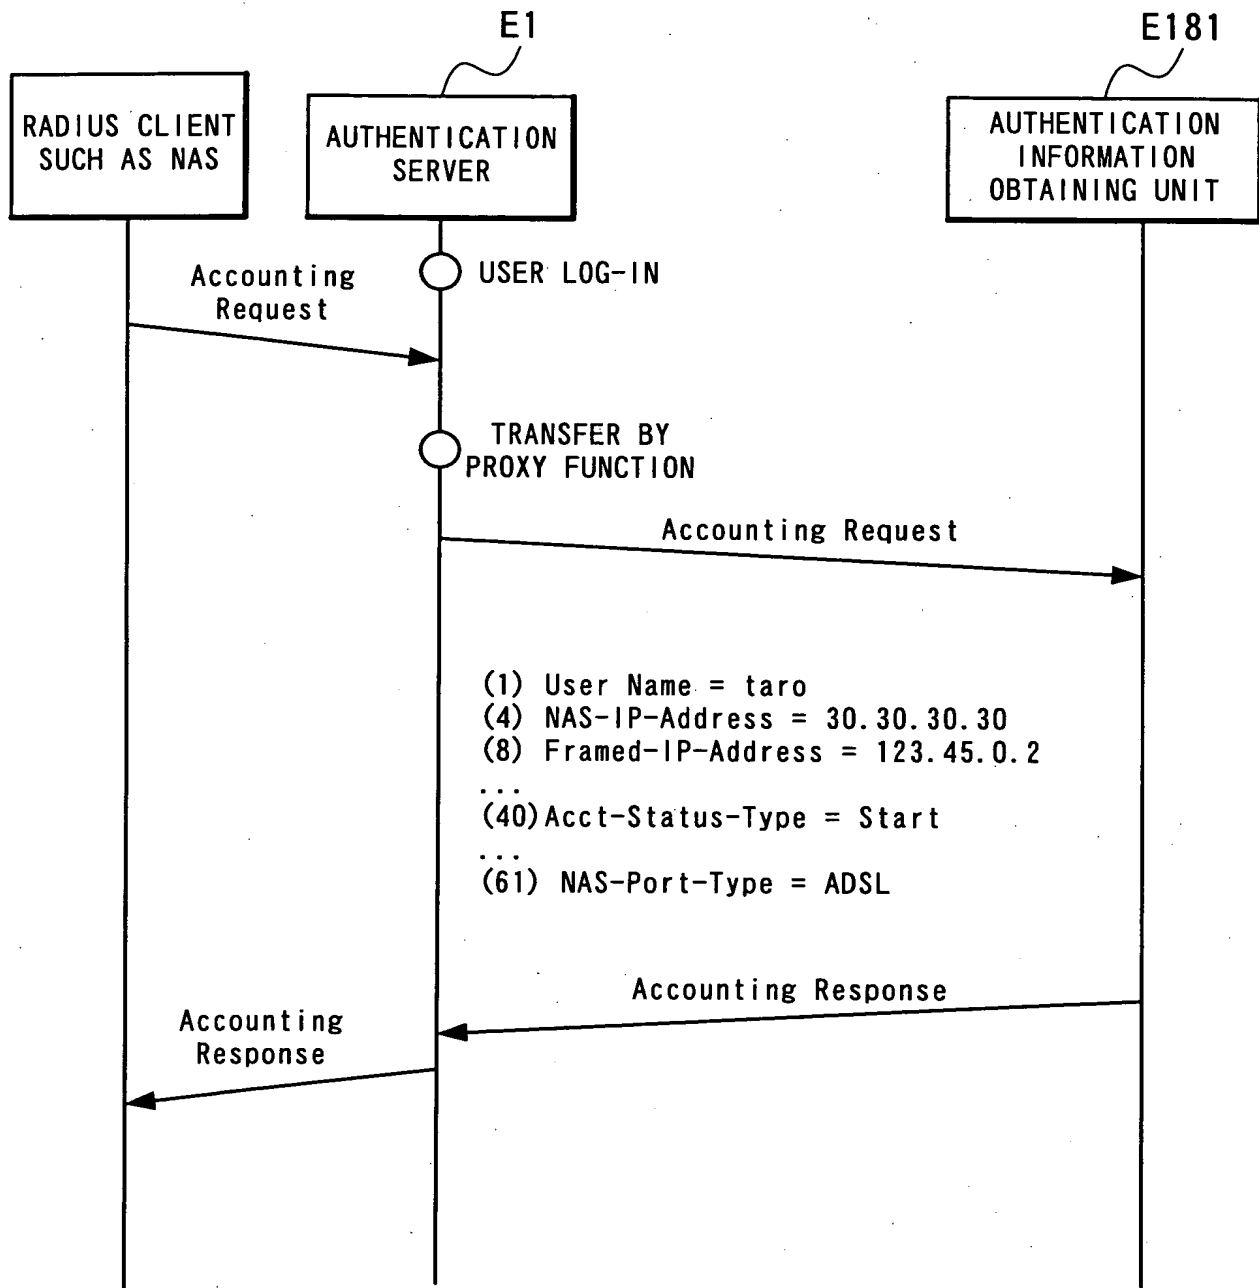 E1
E181
RADIUS CLIENT
SUCH AS NAS
AUTHENTICATION
SERVER
AUTHENTICATION
INFORMATION
OBTAINING UNIT
USER LOG-IN
Accounting
Request
TRANSFER BY
PROXY FUNCTION
Accounting Request
(1) User Name = taro
(4) NAS-IP-Address = 30.30.30.30
(8) Framed-IP-Address = 123.45.0.2
...
(40)Acct-Status-Type = Start
...
(61) NAS-Port-Type = ADSL
Accounting Response
Accounting
Response